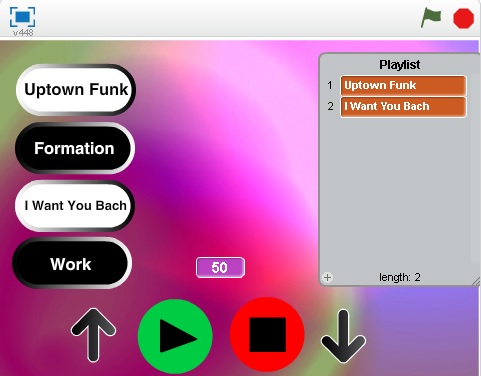 v448
Uptown Funk
Formation
I Want You Bach
Work
50
Playlist
1 Uptown Funk
2 I Want You Bach
+ length: 2